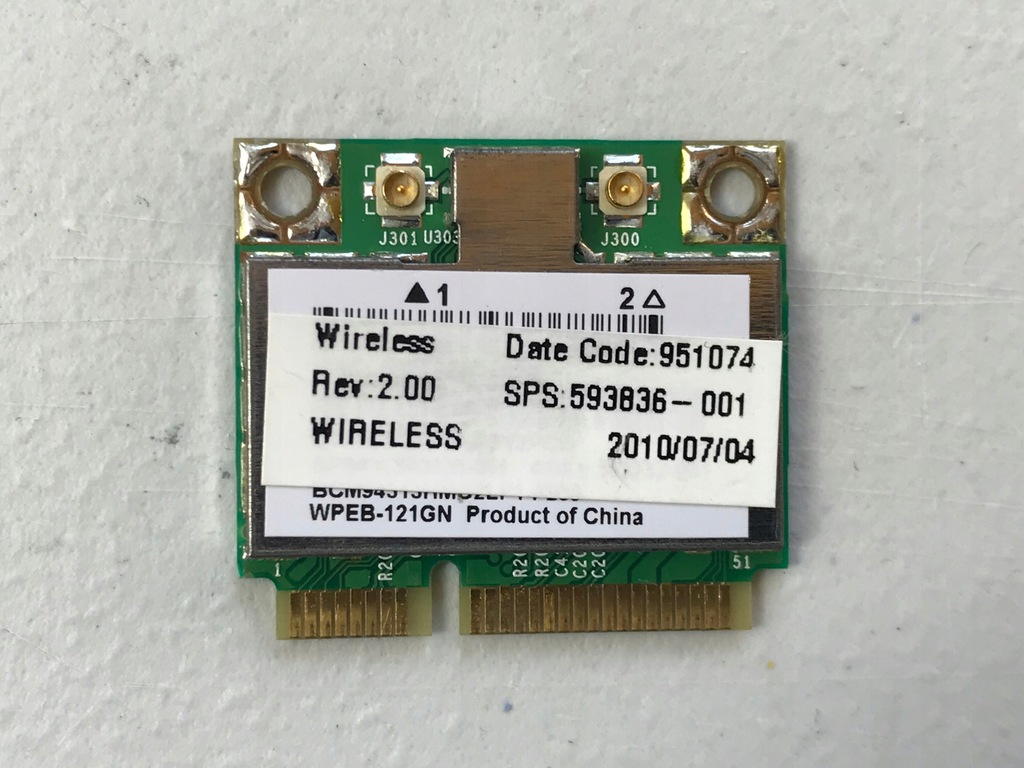 J301 U303
J300
▲1
2△
Wireless Date Code:951074
Rev:2.00 SPS:593836-001
WIRELESS 2010/07/04
WPEB-121GN Product of China
1
51